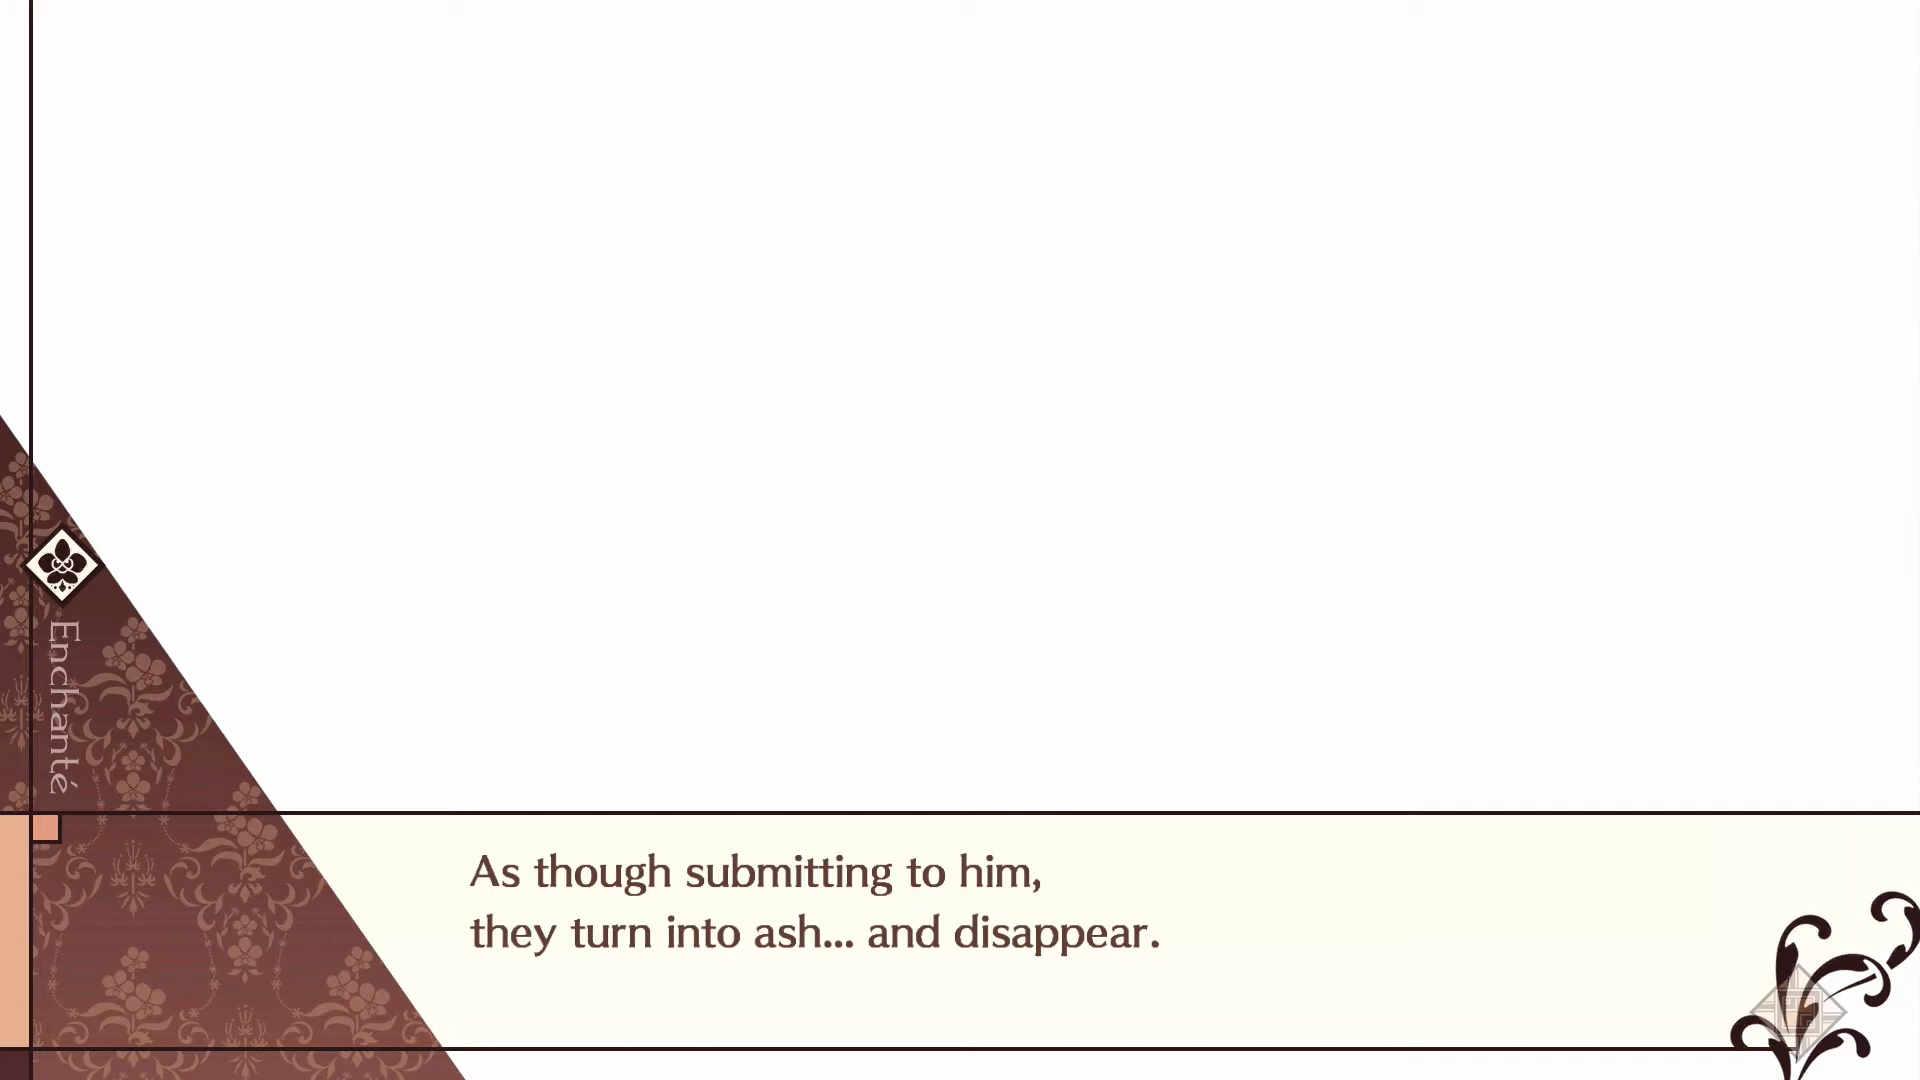 Enchanté
As though submitting to him,
they turn into ash... and disappear.